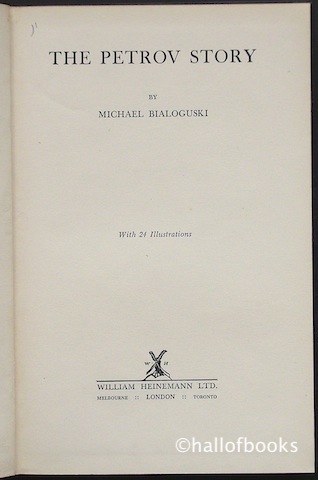 THE PETROV STORY
BY
MICHAEL BIALOGUSKI
With 24 Illustrations
W H
WILLIAM HEINEMANN LTD.
MELBOURNE :: LONDON :: TORONTO
©hallofbooks